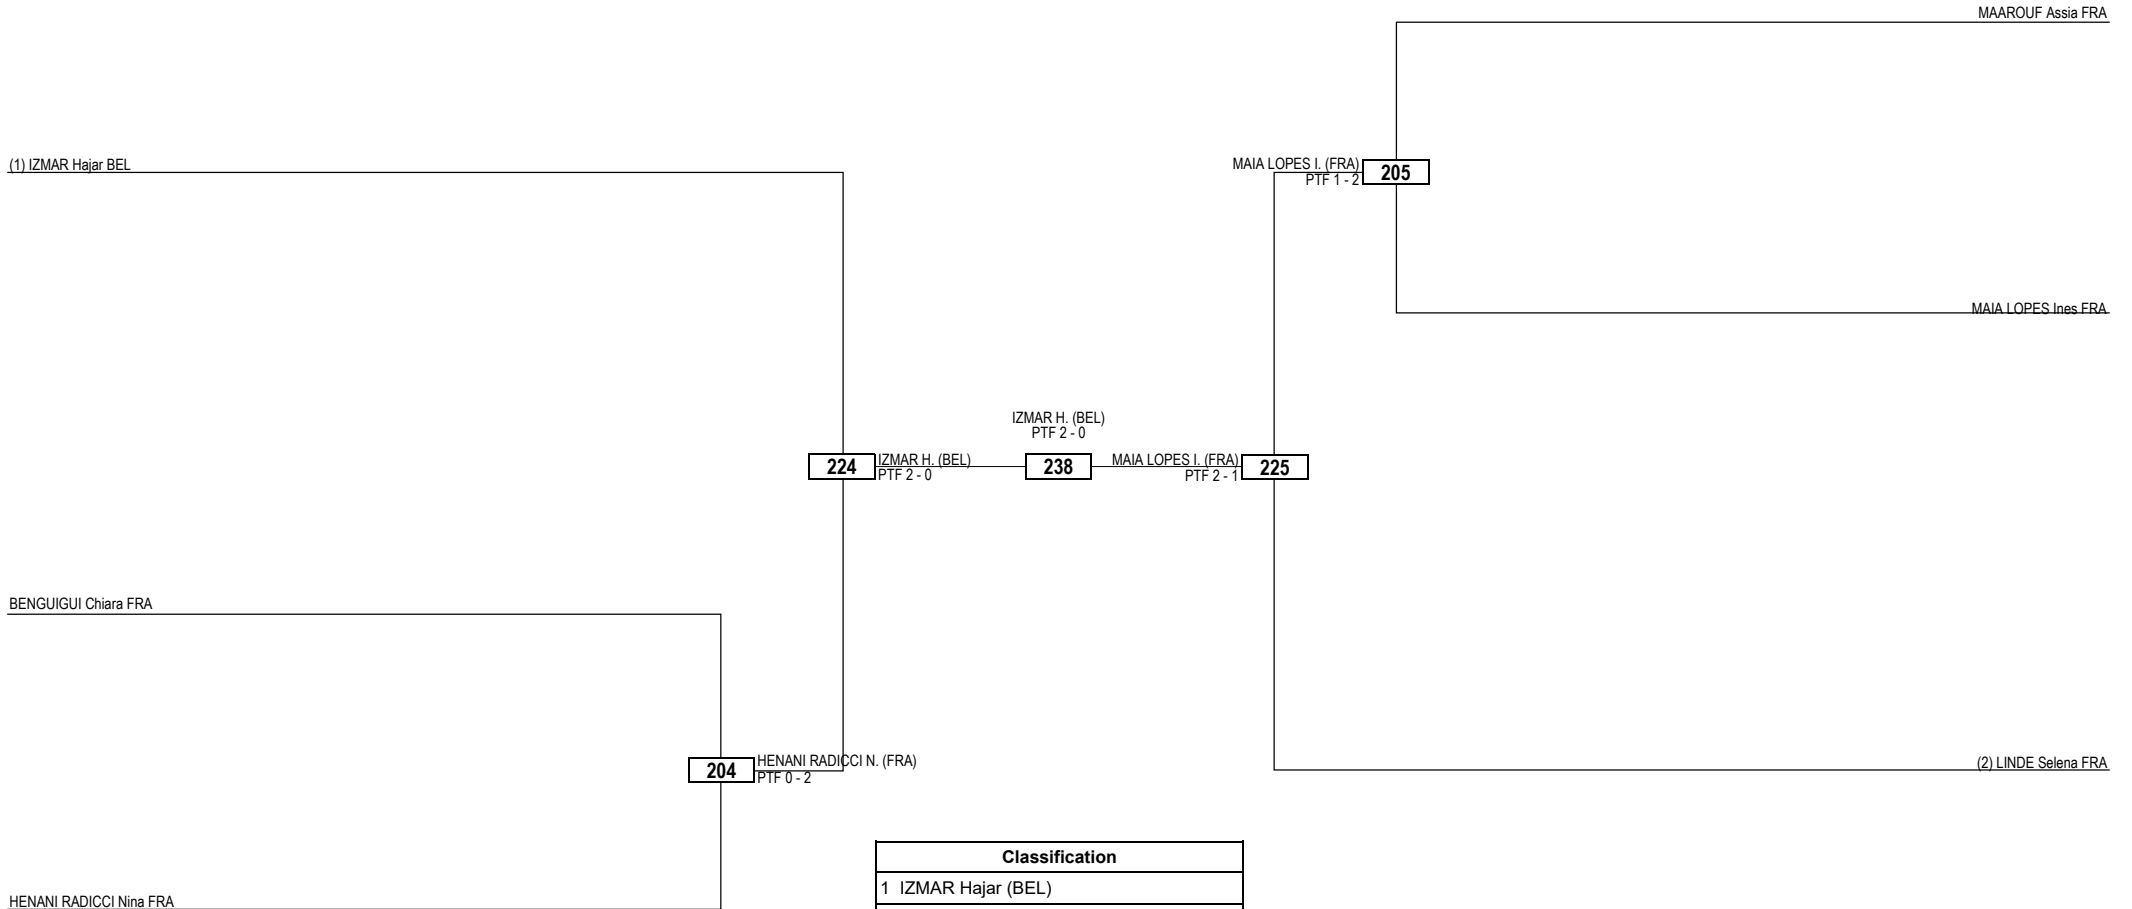 MAAROUF Assia FRA
(1) IZMAR Hajar BEL
MAIA LOPES I. (FRA)
PTF 1 - 2
205
MAIA LOPES Ines FRA
IZMAR H. (BEL)
PTF 2 - 0
224
IZMAR H. (BEL)
PTF 2 - 0
238
MAIA LOPES I. (FRA)
PTF 2 - 1
225
BENGUIGUI Chiara FRA
204
HENANI RADICCI N. (FRA)
PTF 0 - 2
(2) LINDE Selena FRA
Classification
1 IZMAR Hajar (BEL)
HENANI RADICCI Nina FRA